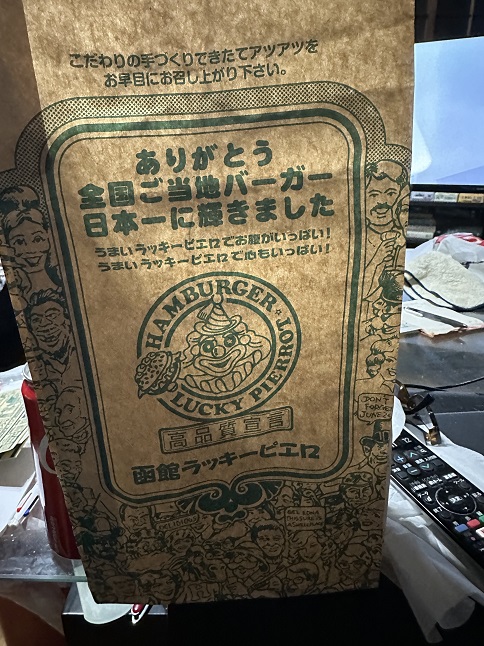 こだわりの手づくりできたてアツアツを
お早目にお召し上がり下さい。
ありがとう
全国ご当地バーガー
日本一に輝きました
うまいラッキーピエロでお腹がいっぱい!
うまいラッキーピエロで心もいっぱい!
HAMBURGER
LUCKY PIERROT
高品質宣言
函館ラッキーピエロ
DON'T
FORGET